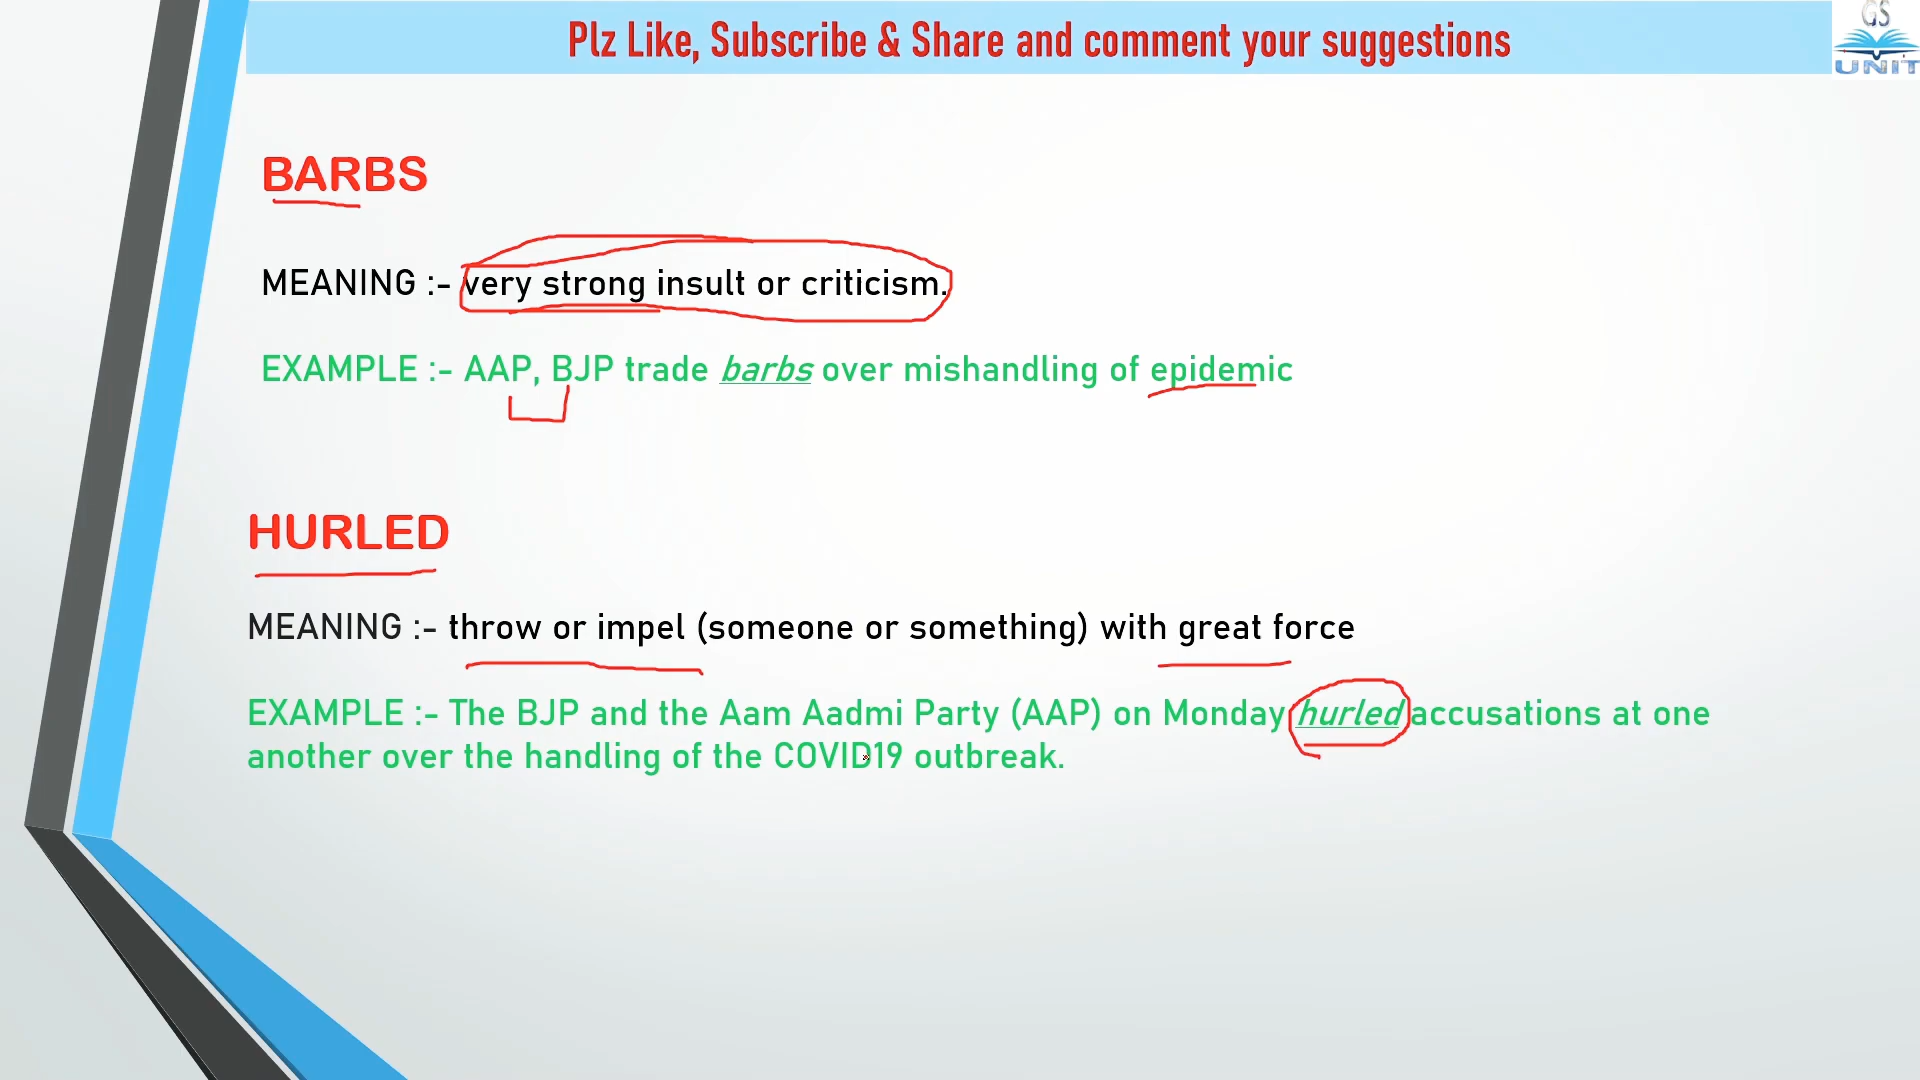 Plz Like, Subscribe & Share and comment your suggestions
GS
UNIT
BARBS
MEANING :- very strong insult or criticism.
EXAMPLE :- AAP, BJP trade barbs over mishandling of epidemic
HURLED
MEANING :- throw or impel (someone or something) with great force
EXAMPLE :- The BJP and the Aam Aadmi Party (AAP) on Monday hurled accusations at one
another over the handling of the COVID19 outbreak.